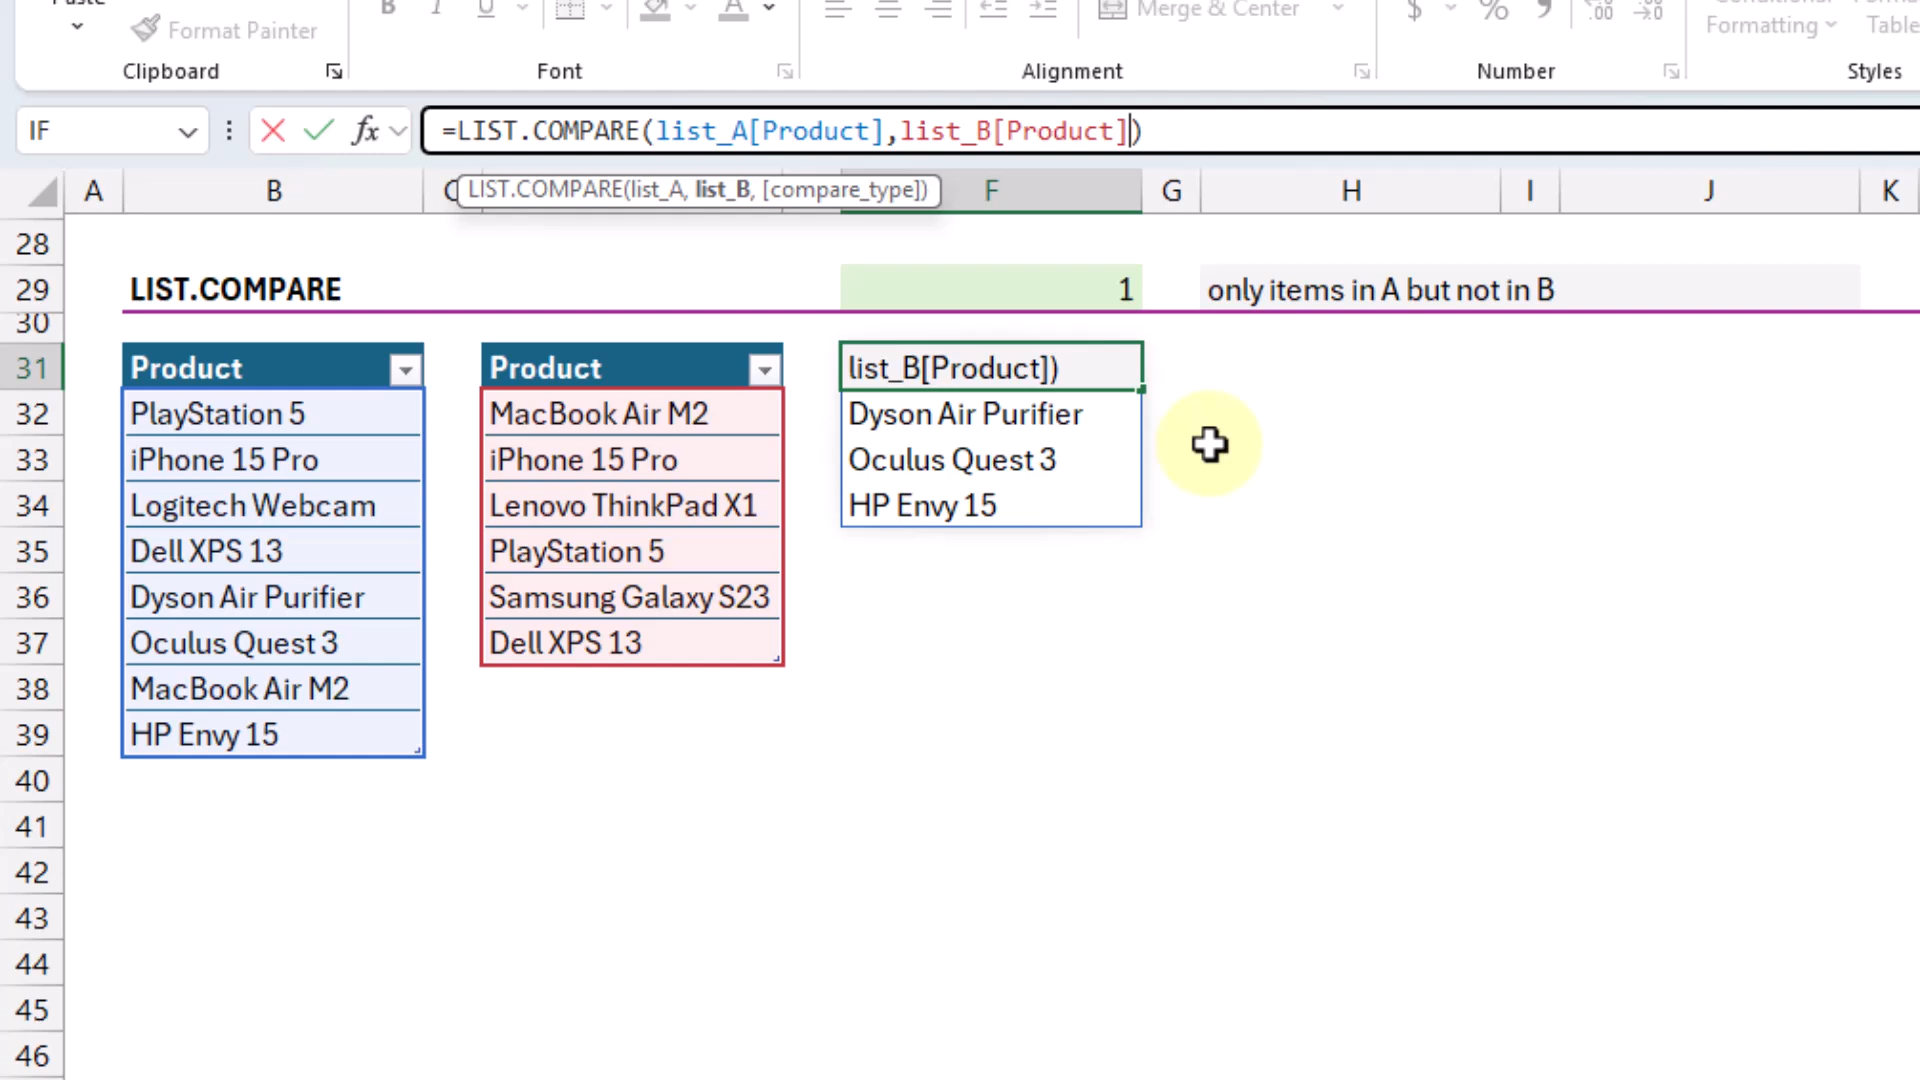 Format Painter
B I U
Merge & Center
$ %
Formatting
Table
Clipboard
Font
Alignment
Number
Styles
IF
fx
=LIST.COMPARE(list_A[Product],list_B[Product])
LIST.COMPARE(list_A, list_B, [compare_type])
A B F G H I J K
28
29 LIST.COMPARE 1 only items in A but not in B
30
31 Product Product list_B[Product])
32 PlayStation 5 MacBook Air M2 Dyson Air Purifier
33 iPhone 15 Pro iPhone 15 Pro Oculus Quest 3
34 Logitech Webcam Lenovo ThinkPad X1 HP Envy 15
35 Dell XPS 13 PlayStation 5
36 Dyson Air Purifier Samsung Galaxy S23
37 Oculus Quest 3 Dell XPS 13
38 MacBook Air M2
39 HP Envy 15
40
41
42
43
44
45
46